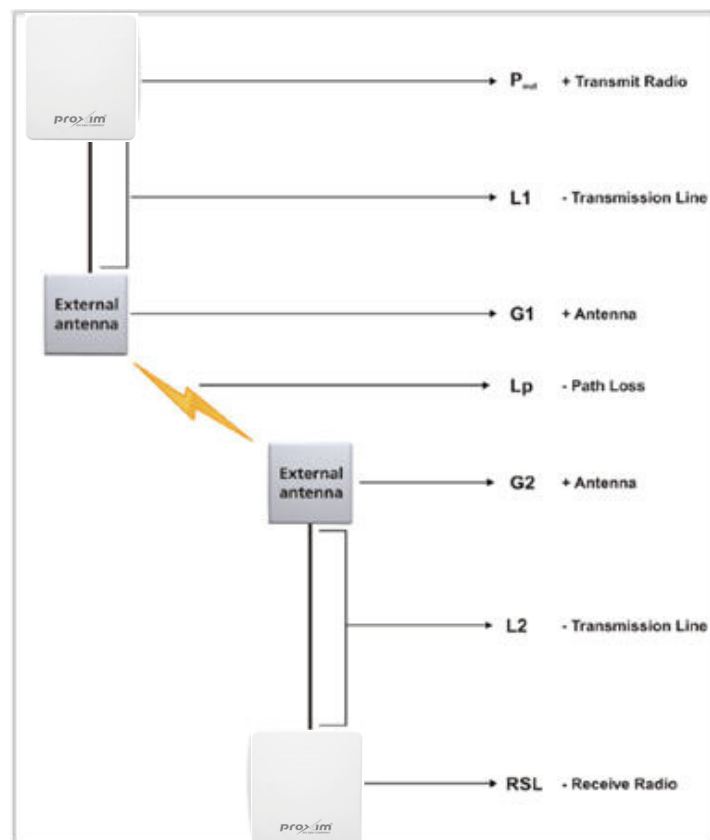 P_out + Transmit Radio
proxim
L1 - Transmission Line
External
antenna
G1 + Antenna
Lp - Path Loss
External
antenna
G2 + Antenna
L2 - Transmission Line
RSL - Receive Radio
proxim